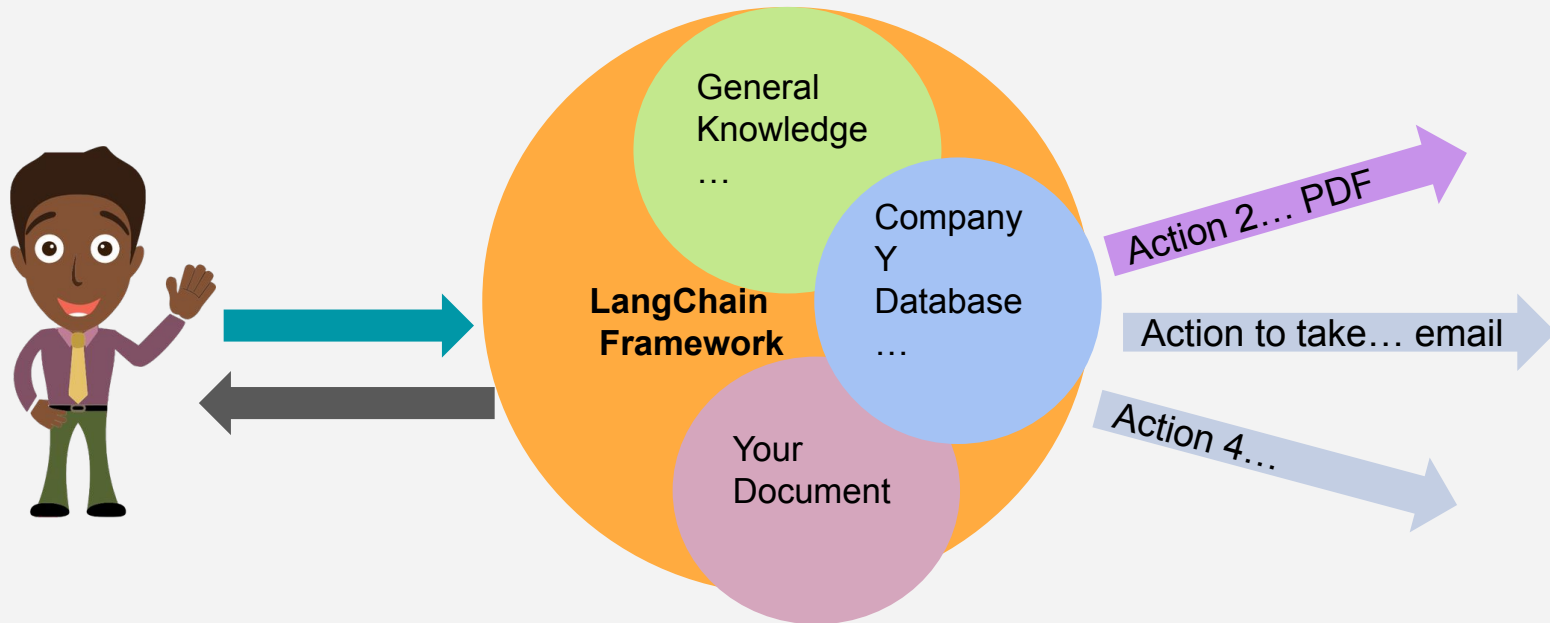 General
Knowledge
…
Company
Y
Database
…
LangChain
Framework
Your
Document
Action 2… PDF
Action to take… email
Action 4…